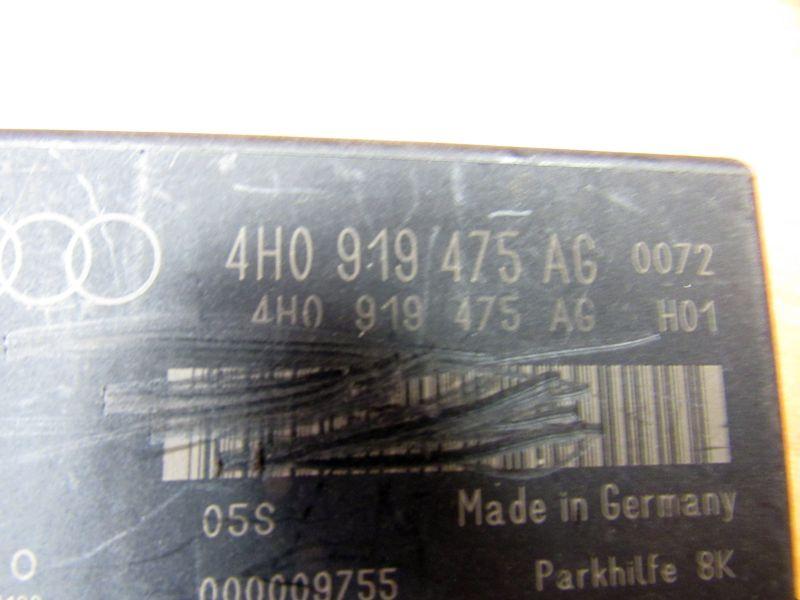 4H0 919 475 AG 0072
4H0 919 475 AG H01
05S
Made in Germany
O
Parkhilfe 8K
000009755